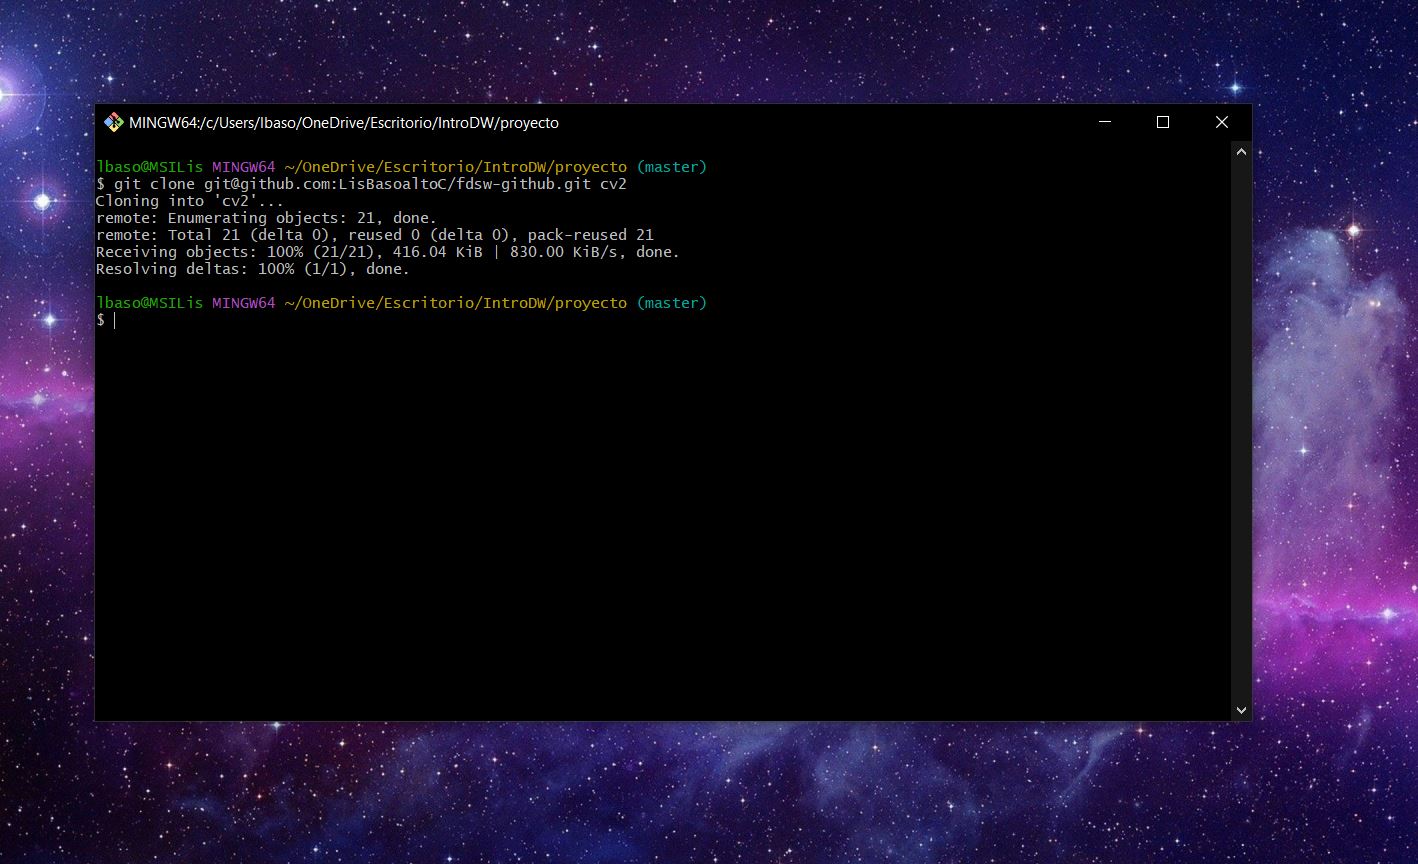 MINGW64:/c/Users/lbaso/OneDrive/Escritorio/IntroDW/proyecto
lbaso@MSILis MINGW64 ~/OneDrive/Escritorio/IntroDW/proyecto (master)
$ git clone git@github.com:LisBasoaltoC/fdsw-github.git cv2
Cloning into 'cv2'...
remote: Enumerating objects: 21, done.
remote: Total 21 (delta 0), reused 0 (delta 0), pack-reused 21
Receiving objects: 100% (21/21), 416.04 KiB | 830.00 KiB/s, done.
Resolving deltas: 100% (1/1), done.
lbaso@MSILis MINGW64 ~/OneDrive/Escritorio/IntroDW/proyecto (master)
$